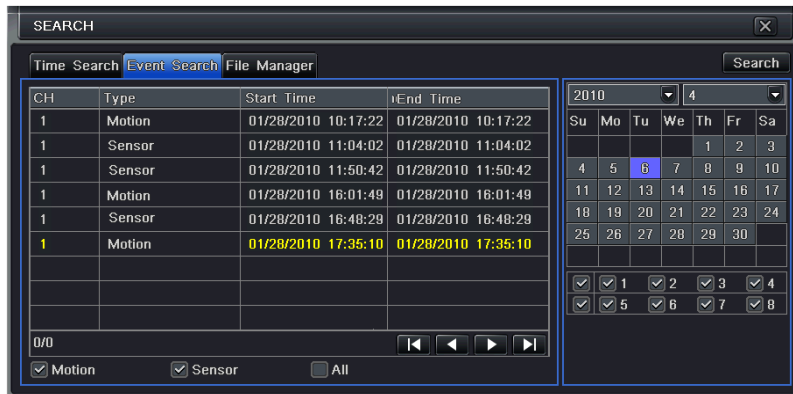 SEARCH
Time Search Event Search File Manager Search
CH Type Start Time End Time
1 Motion 01/28/2010 10:17:22 01/28/2010 10:17:22
1 Sensor 01/28/2010 11:04:02 01/28/2010 11:04:02
1 Sensor 01/28/2010 11:50:42 01/28/2010 11:50:42
1 Motion 01/28/2010 16:01:49 01/28/2010 16:01:49
1 Sensor 01/28/2010 16:48:29 01/28/2010 16:48:29
1 Motion 01/28/2010 17:35:10 01/28/2010 17:35:10
0/0
Motion Sensor All
2010 4
Su Mo Tu We Th Fr Sa
1 2 3
4 5 6 7 8 9 10
11 12 13 14 15 16 17
18 19 20 21 22 23 24
25 26 27 28 29 30
1 2 3 4
5 6 7 8